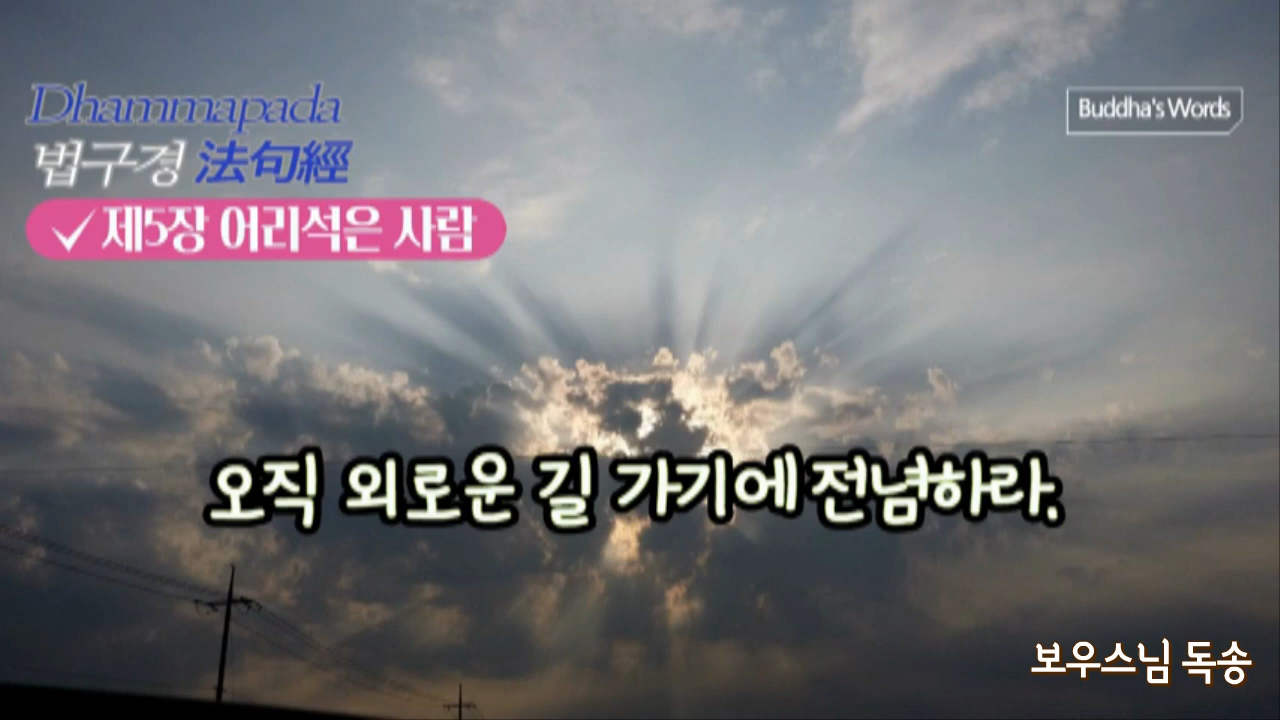 Dhammapada
법구경 法句經
제5장 어리석은 사람
Buddha's Words
오직 외로운 길 가기에 전념하라.
보우스님 독송